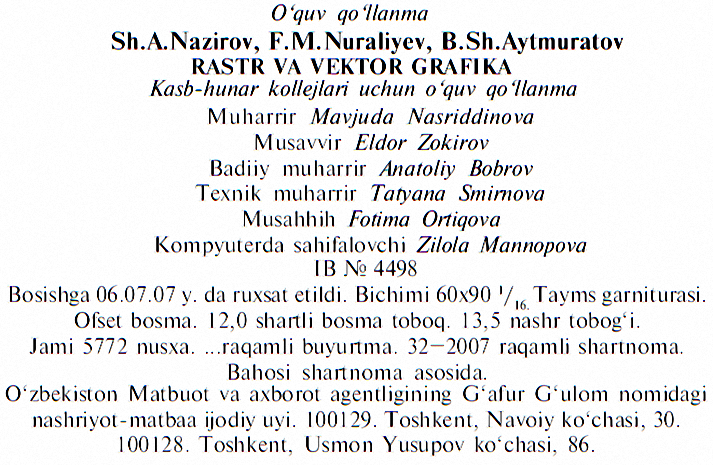 O‘quv qo‘llanma
Sh.A.Nazirov, F.M.Nuraliyev, B.Sh.Aytmuratov
RASTR VA VEKTOR GRAFIKA
Kasb-hunar kollejlari uchun o‘quv qo‘llanma
Muharrir Mavjuda Nasriddinova
Musavvir Eldor Zokirov
Badiiy muharrir Anatoliy Bobrov
Texnik muharrir Tatyana Smirnova
Musahhih Fotima Ortiqova
Kompyuterda sahifalovchi Zilola Mannopova
IB № 4498
Bosishga 06.07.07 y. da ruxsat etildi. Bichimi 60x90 1/16. Tayms garniturasi.
Ofset bosma. 12,0 shartli bosma toboq. 13,5 nashr tobog‘i.
Jami 5772 nusxa. ...raqamli buyurtma. 32–2007 raqamli shartnoma.
Bahosi shartnoma asosida.
O‘zbekiston Matbuot va axborot agentligining G‘afur G‘ulom nomidagi
nashriyot-matbaa ijodiy uyi. 100129. Toshkent, Navoiy ko‘chasi, 30.
100128. Toshkent, Usmon Yusupov ko‘chasi, 86.